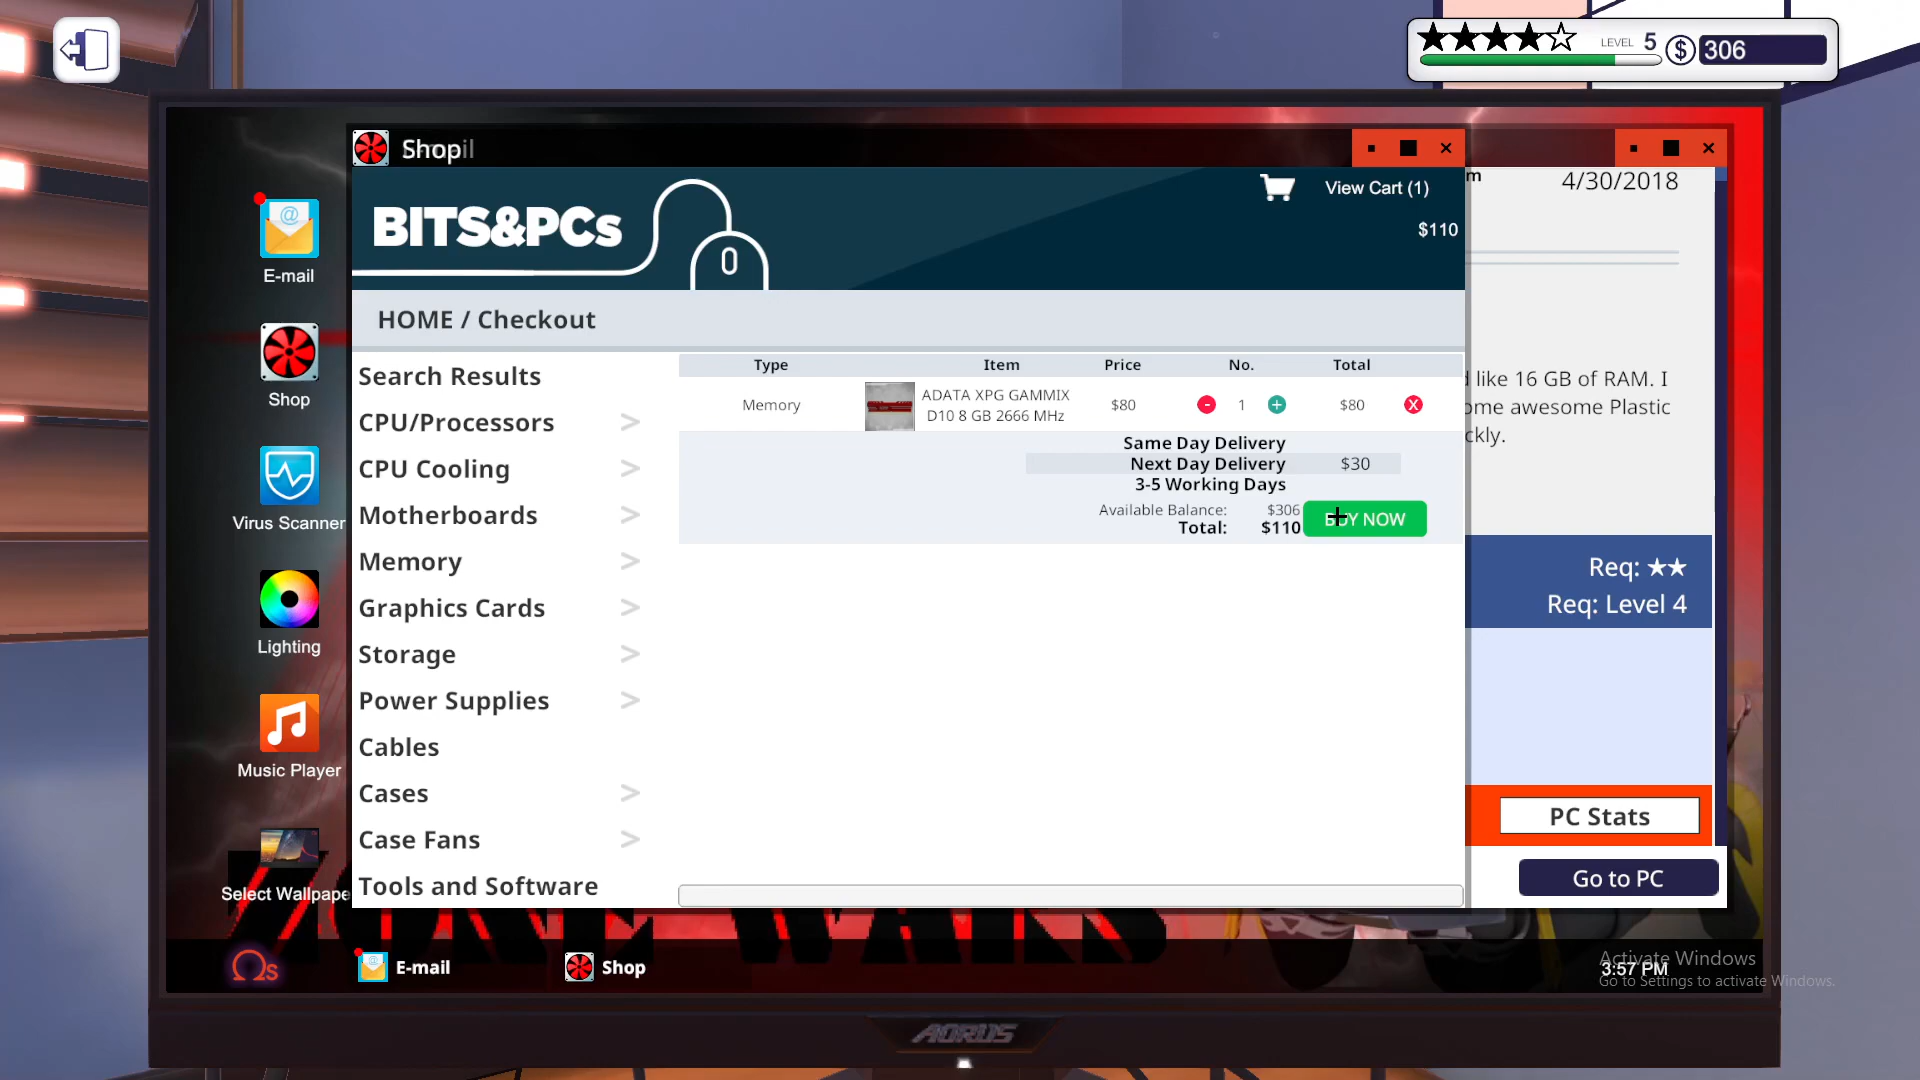 LEVEL 5
$ 306
Shop
View Cart (1)
$110
BITS&PCs
HOME / Checkout
4/30/2018
E-mail
Shop
Virus Scanner
Lighting
Music Player
Select Wallpape
Search Results
CPU/Processors >
CPU Cooling >
Motherboards >
Memory >
Graphics Cards >
Storage >
Power Supplies >
Cables
Cases >
Case Fans >
Tools and Software
Type Item Price No. Total
Memory ADATA XPG GAMMIX D10 8 GB 2666 MHz $80 - 1 + $80 X
Same Day Delivery
Next Day Delivery $30
3-5 Working Days
Available Balance: $306
Total: $110
BUY NOW
like 16 GB of RAM. I
ome awesome Plastic
ckly.
Req: ★★
Req: Level 4
PC Stats
Go to PC
ZONE WARS
Ωs
E-mail
Shop
Activate Windows
3:57 PM
Go to Settings to activate Windows.
AORUS